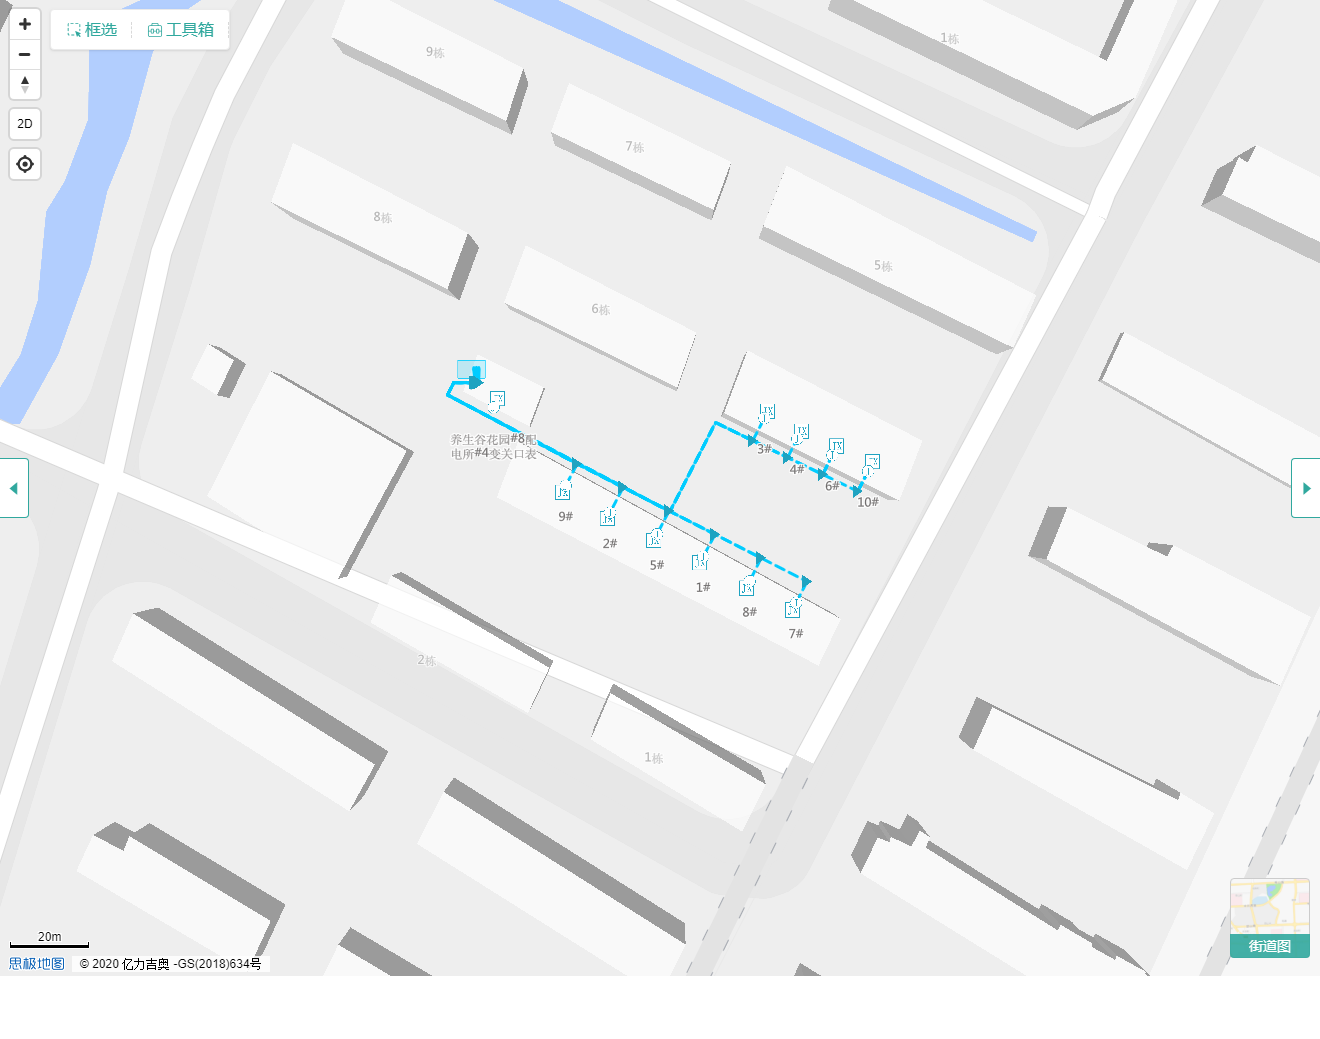 框选
工具箱
2D
9栋
1栋
7栋
8栋
5栋
6栋
养生谷花园#8配
电所#4变关口表
3#
4#
6#
10#
9#
2#
5#
1#
8#
7#
2栋
1栋
20m
思极地图 © 2020 亿力吉奥 -GS(2018)634号
街道图